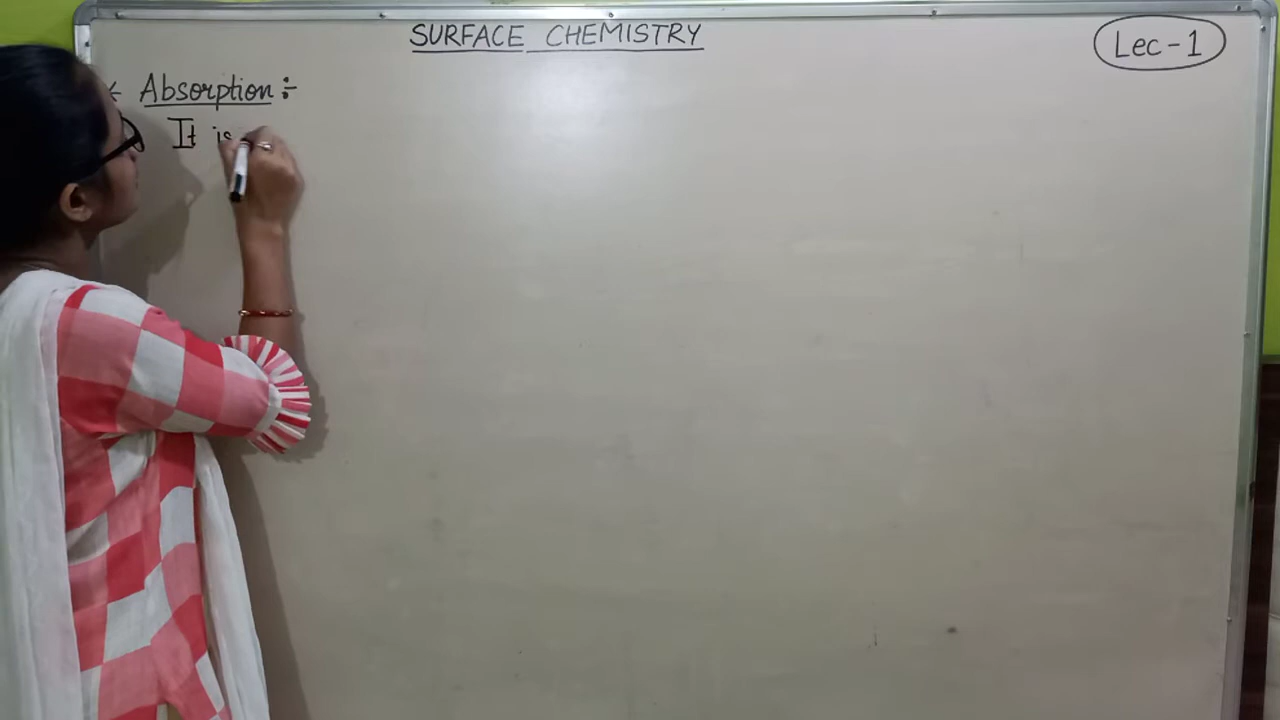 SURFACE CHEMISTRY
Lec-1
* Absorption :-
It is